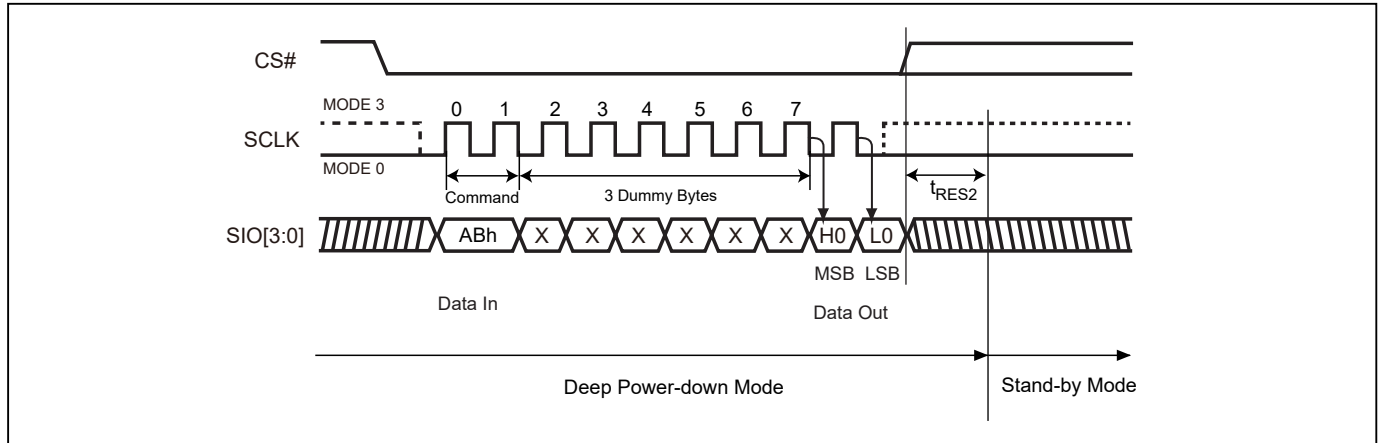 CS#
MODE 3
0 1 2 3 4 5 6 7
SCLK
MODE 0
Command
3 Dummy Bytes
tRES2
SIO[3:0]
ABh X X X X X X H0 L0
MSB LSB
Data In
Data Out
Deep Power-down Mode
Stand-by Mode